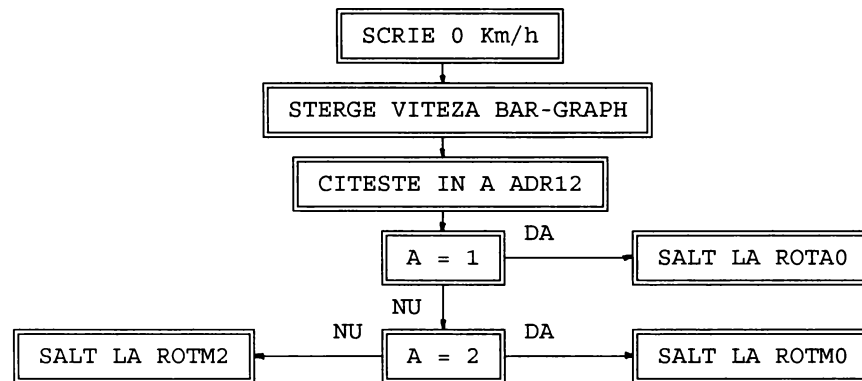 SCRIE 0 Km/h
STERGE VITEZA BAR-GRAPH
CITESTE IN A ADR12
DA
A = 1
SALT LA ROTA0
NU
NU
DA
SALT LA ROTM2
A = 2
SALT LA ROTM0